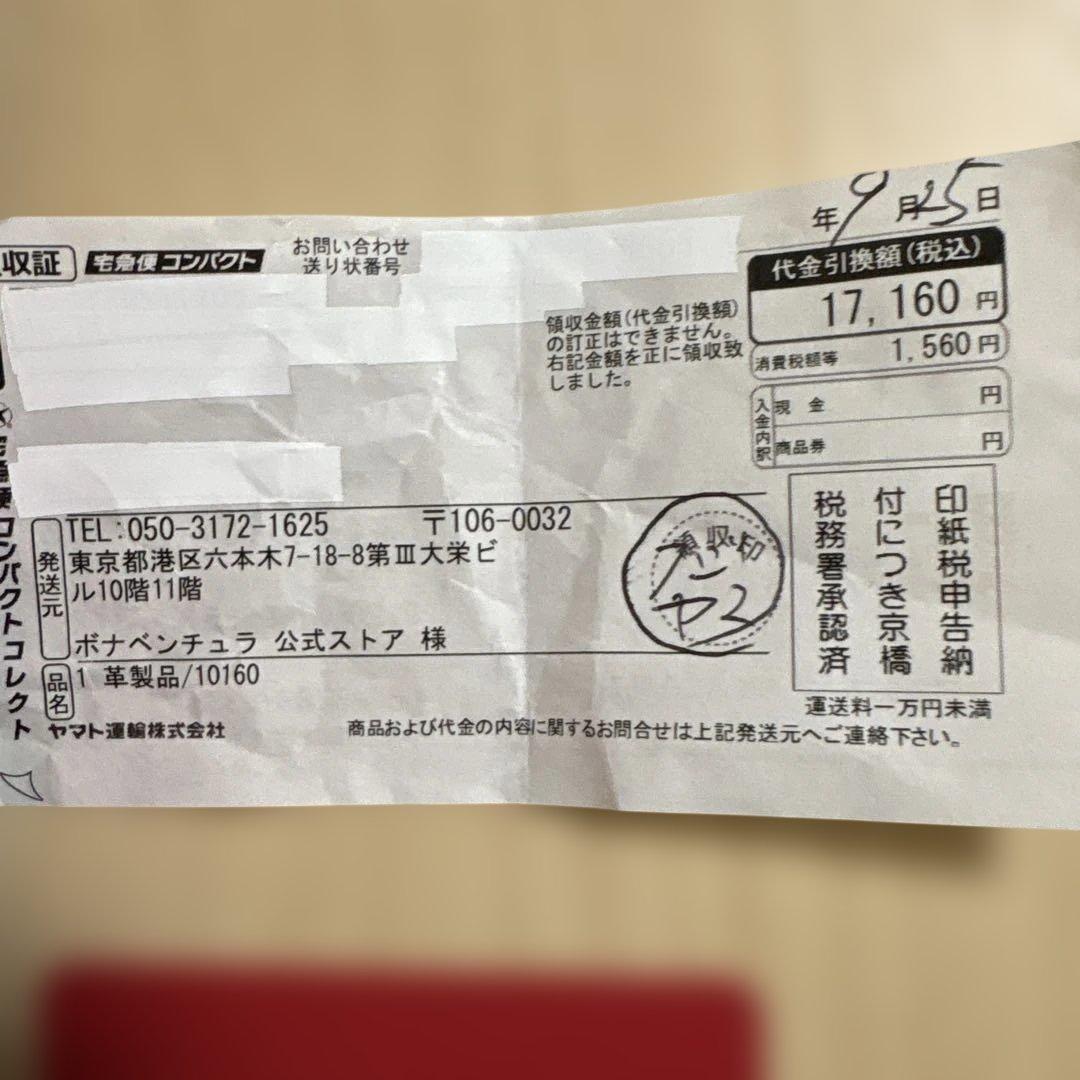 年 9月25日
収証 宅急便コンパクト
お問い合わせ
送り状番号
代金引換額(税込)
17,160円
消費税額等 1,560円
領収金額(代金引換額)
の訂正はできません。
右記金額を正に領収致
しました。
入金内訳
現金 円
商品券 円
宅急便コンパクトコレクト
発送元
TEL:050-3172-1625 〒106-0032
東京都港区六本木7-18-8第Ⅲ大栄ビ
ル10階11階
ボナベンチュラ 公式ストア 様
品名
1 革製品/10160
領収印
印紙税申告納
付につき京橋
税務署承認済
運送料一万円未満
ヤマト運輸株式会社
商品および代金の内容に関するお問合せは上記発送元へご連絡下さい。